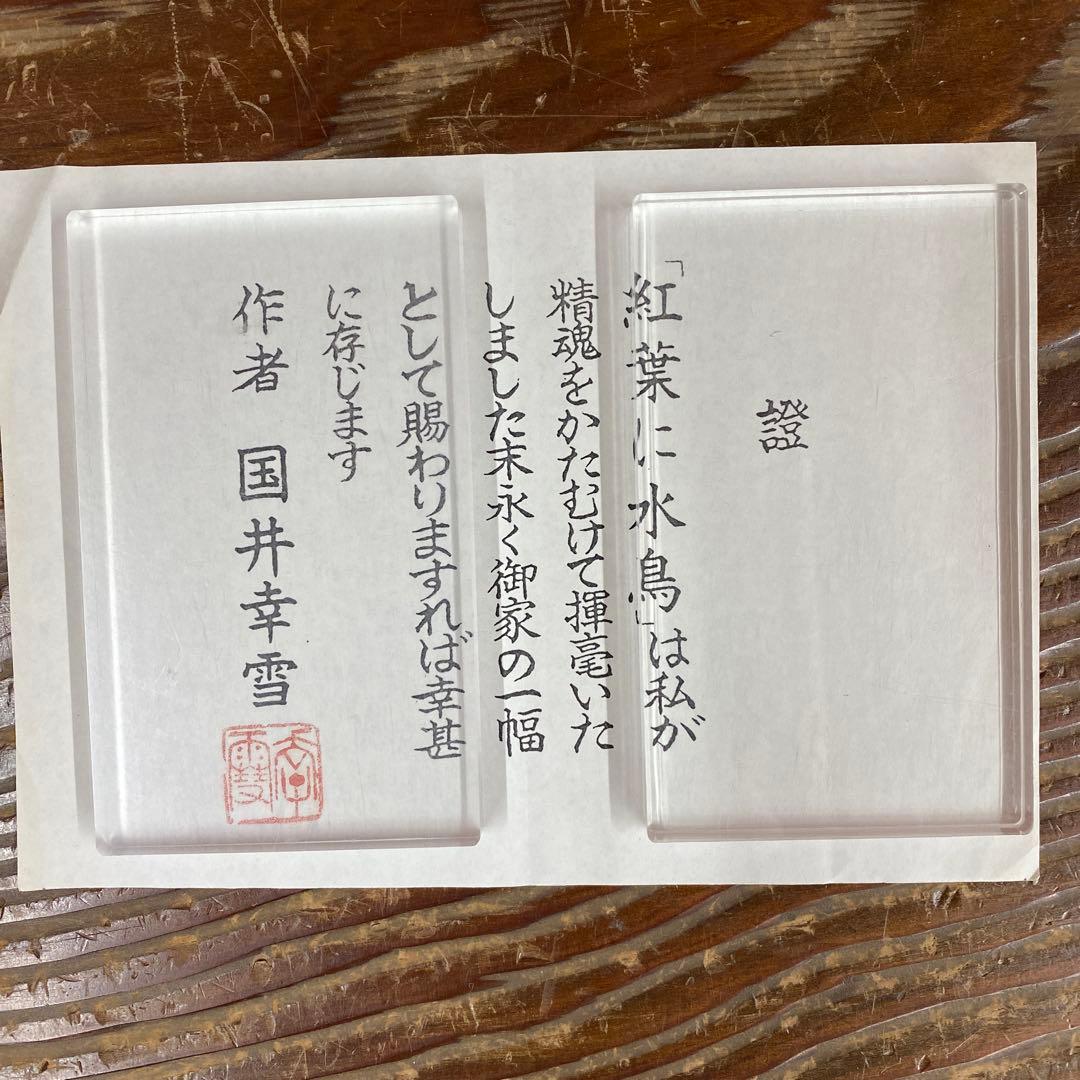 證
「紅葉に水鳥」は私が
精魂をかたむけて揮毫いた
しました末永く御家の一幅
として賜わりますれば幸甚
に存じます
作者 国井幸雪
幸雪